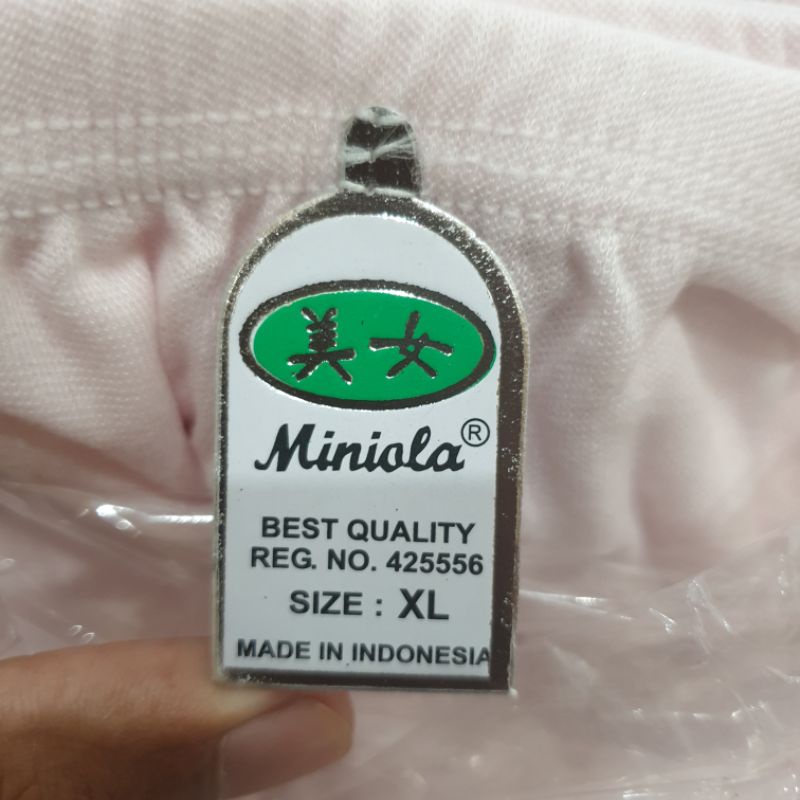 美女
Miniola®
BEST QUALITY
REG. NO. 425556
SIZE : XL
MADE IN INDONESIA